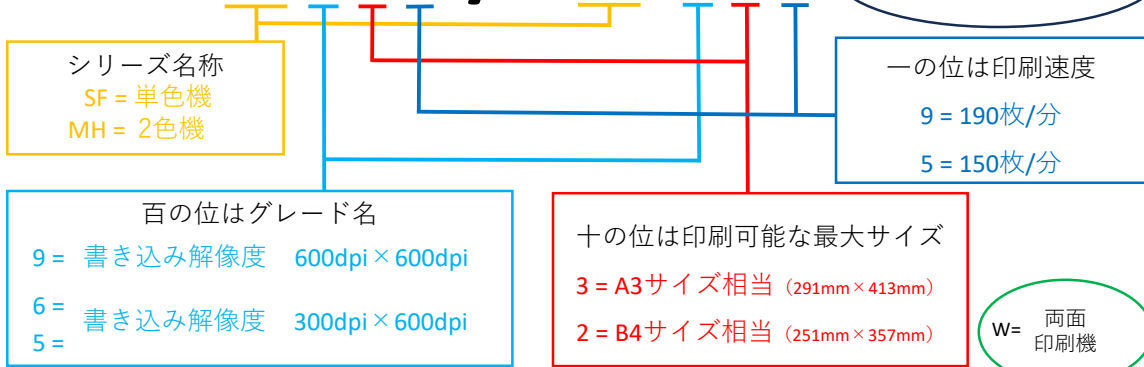 シリーズ名称
SF = 単色機
MH = 2色機
一の位は印刷速度
9 = 190枚/分
5 = 150枚/分
百の位はグレード名
9 = 書き込み解像度 600dpi×600dpi
6 =
書き込み解像度 300dpi×600dpi
5 =
十の位は印刷可能な最大サイズ
3 = A3サイズ相当（291mm×413mm）
2 = B4サイズ相当（251mm×357mm）
W= 両面
印刷機